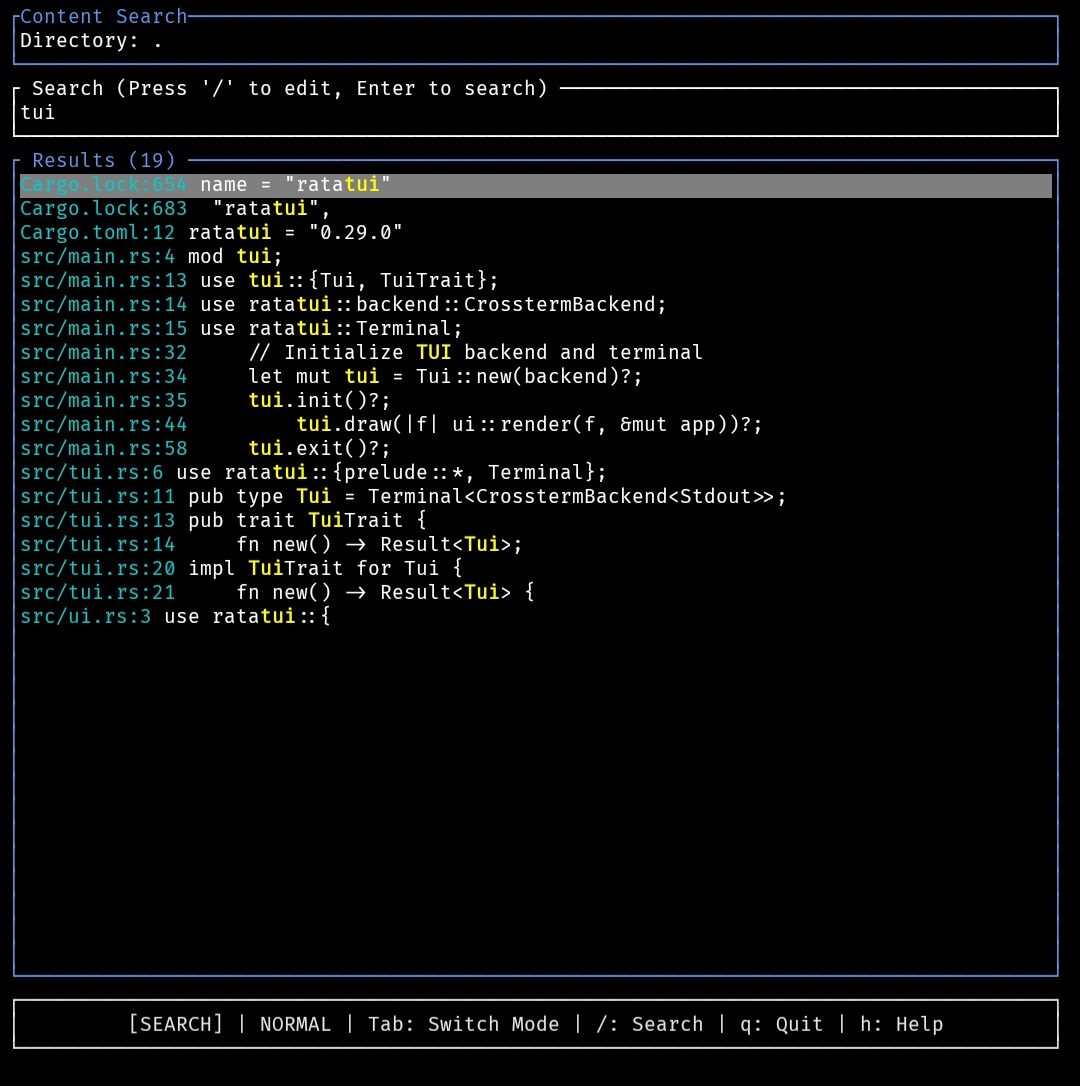 Content Search
Directory: .
Search (Press '/' to edit, Enter to search)
tui
Results (19)
Cargo.lock:654 name = "ratatui"
Cargo.lock:683  "ratatui",
Cargo.toml:12 ratatui = "0.29.0"
src/main.rs:4 mod tui;
src/main.rs:13 use tui::{Tui, TuiTrait};
src/main.rs:14 use ratatui::backend::CrosstermBackend;
src/main.rs:15 use ratatui::Terminal;
src/main.rs:32     // Initialize TUI backend and terminal
src/main.rs:34     let mut tui = Tui::new(backend)?;
src/main.rs:35     tui.init()?;
src/main.rs:44         tui.draw(|f| ui::render(f, &mut app))?;
src/main.rs:58     tui.exit()?;
src/tui.rs:6 use ratatui::{prelude::*, Terminal};
src/tui.rs:11 pub type Tui = Terminal<CrosstermBackend<Stdout>>;
src/tui.rs:13 pub trait TuiTrait {
src/tui.rs:14     fn new() -> Result<Tui>;
src/tui.rs:20 impl TuiTrait for Tui {
src/tui.rs:21     fn new() -> Result<Tui> {
src/ui.rs:3 use ratatui::{
[SEARCH] | NORMAL | Tab: Switch Mode | /: Search | q: Quit | h: Help